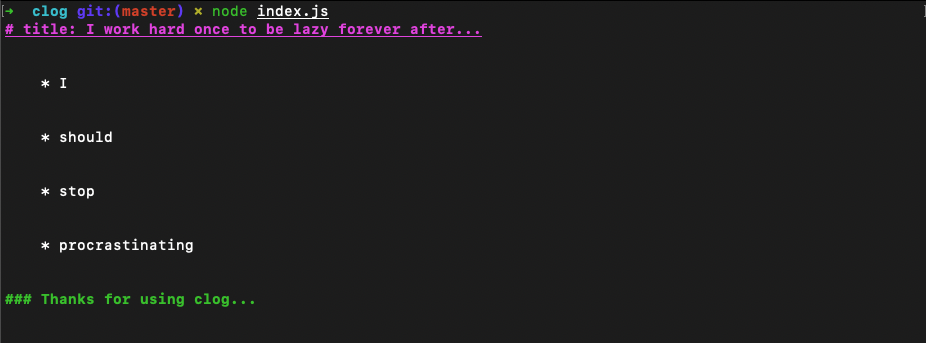 → clog git:(master) × node index.js
# title: I work hard once to be lazy forever after...
* I
* should
* stop
* procrastinating
### Thanks for using clog...